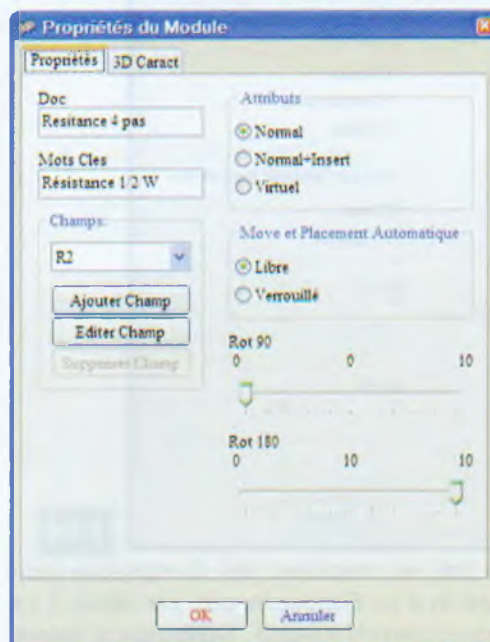 Propriétés du Module
Propriétés
3D Caract
Doc
Resitance 4 pas
Mots Cles
Résistance 1/2 W
Champs:
R2
Ajouter Champ
Editer Champ
Supprimer Champ
Attributs
Normal
Normal+Insert
Virtuel
Move et Placement Automatique
Libre
Verrouillé
Rot 90
0 0 10
Rot 180
0 10 10
OK
Annuler